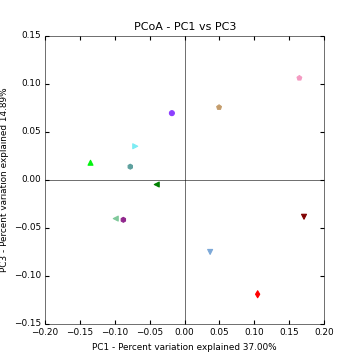 PCoA - PC1 vs PC3
0.15
0.10
0.05
0.00
−0.05
−0.10
−0.15
PC3 - Percent variation explained 14.89%
−0.20 −0.15 −0.10 −0.05 0.00 0.05 0.10 0.15 0.20
PC1 - Percent variation explained 37.00%